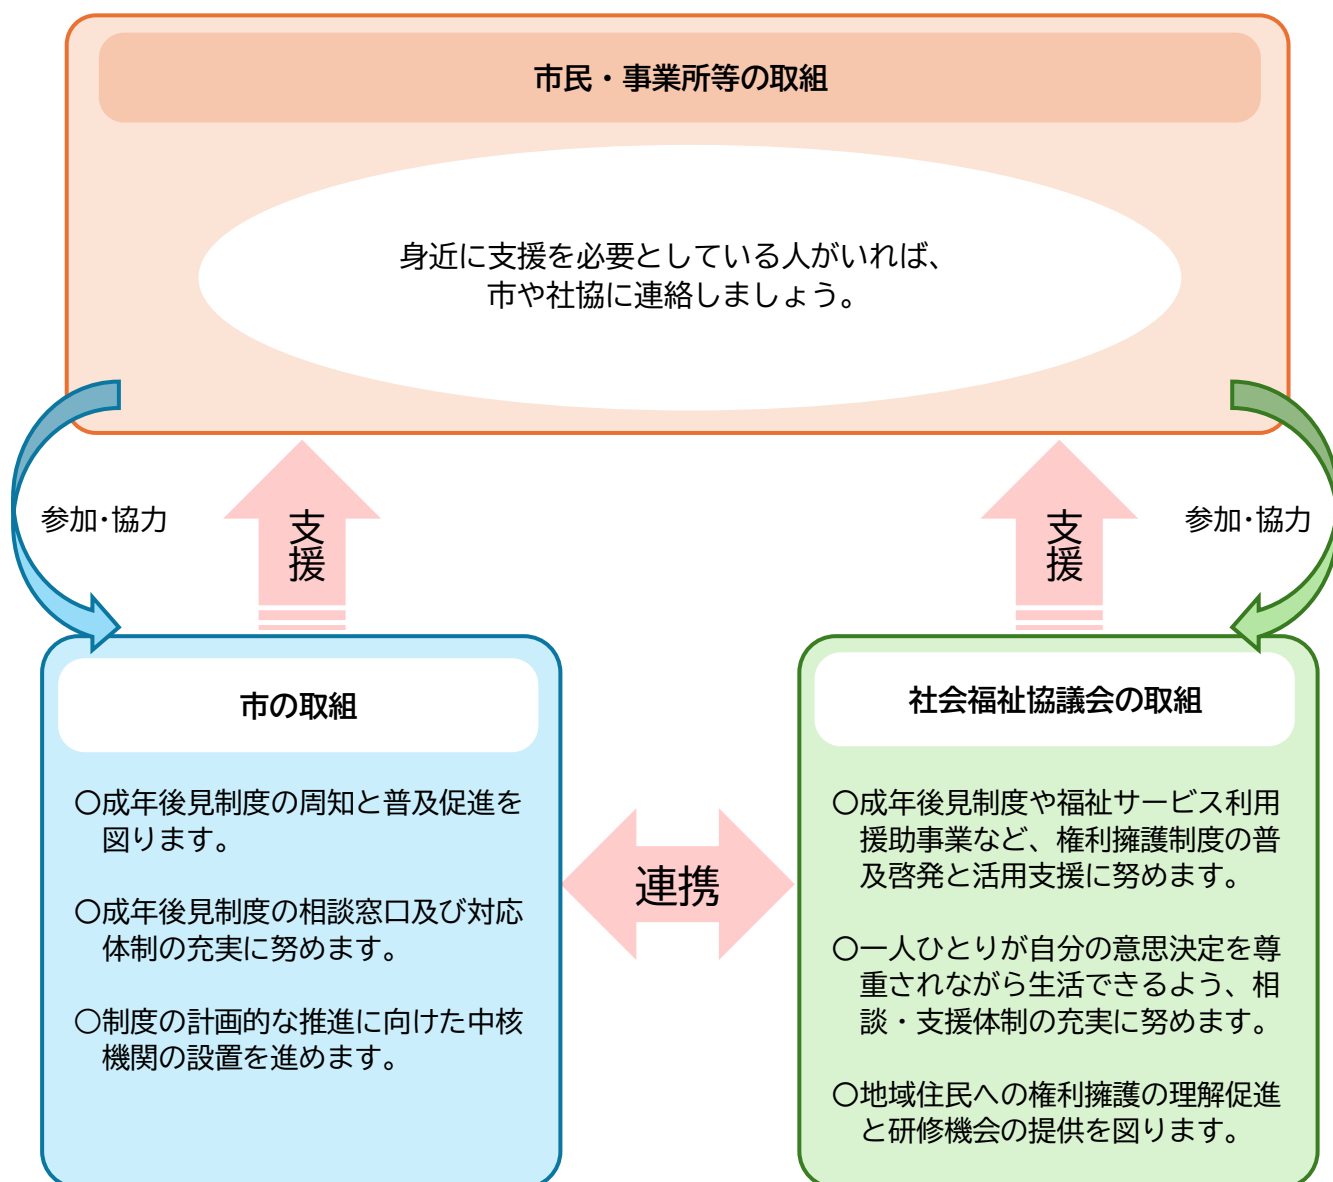 市民・事業所等の取組
身近に支援を必要としている人がいれば、
市や社協に連絡しましょう。
参加・協力
支援
支援
参加・協力
市の取組
〇成年後見制度の周知と普及促進を
図ります。
〇成年後見制度の相談窓口及び対応
体制の充実に努めます。
〇制度の計画的な推進に向けた中核
機関の設置を進めます。
連携
社会福祉協議会の取組
〇成年後見制度や福祉サービス利用
援助事業など、権利擁護制度の普
及啓発と活用支援に努めます。
〇一人ひとりが自分の意思決定を尊
重されながら生活できるよう、相
談・支援体制の充実に努めます。
〇地域住民への権利擁護の理解促進
と研修機会の提供を図ります。